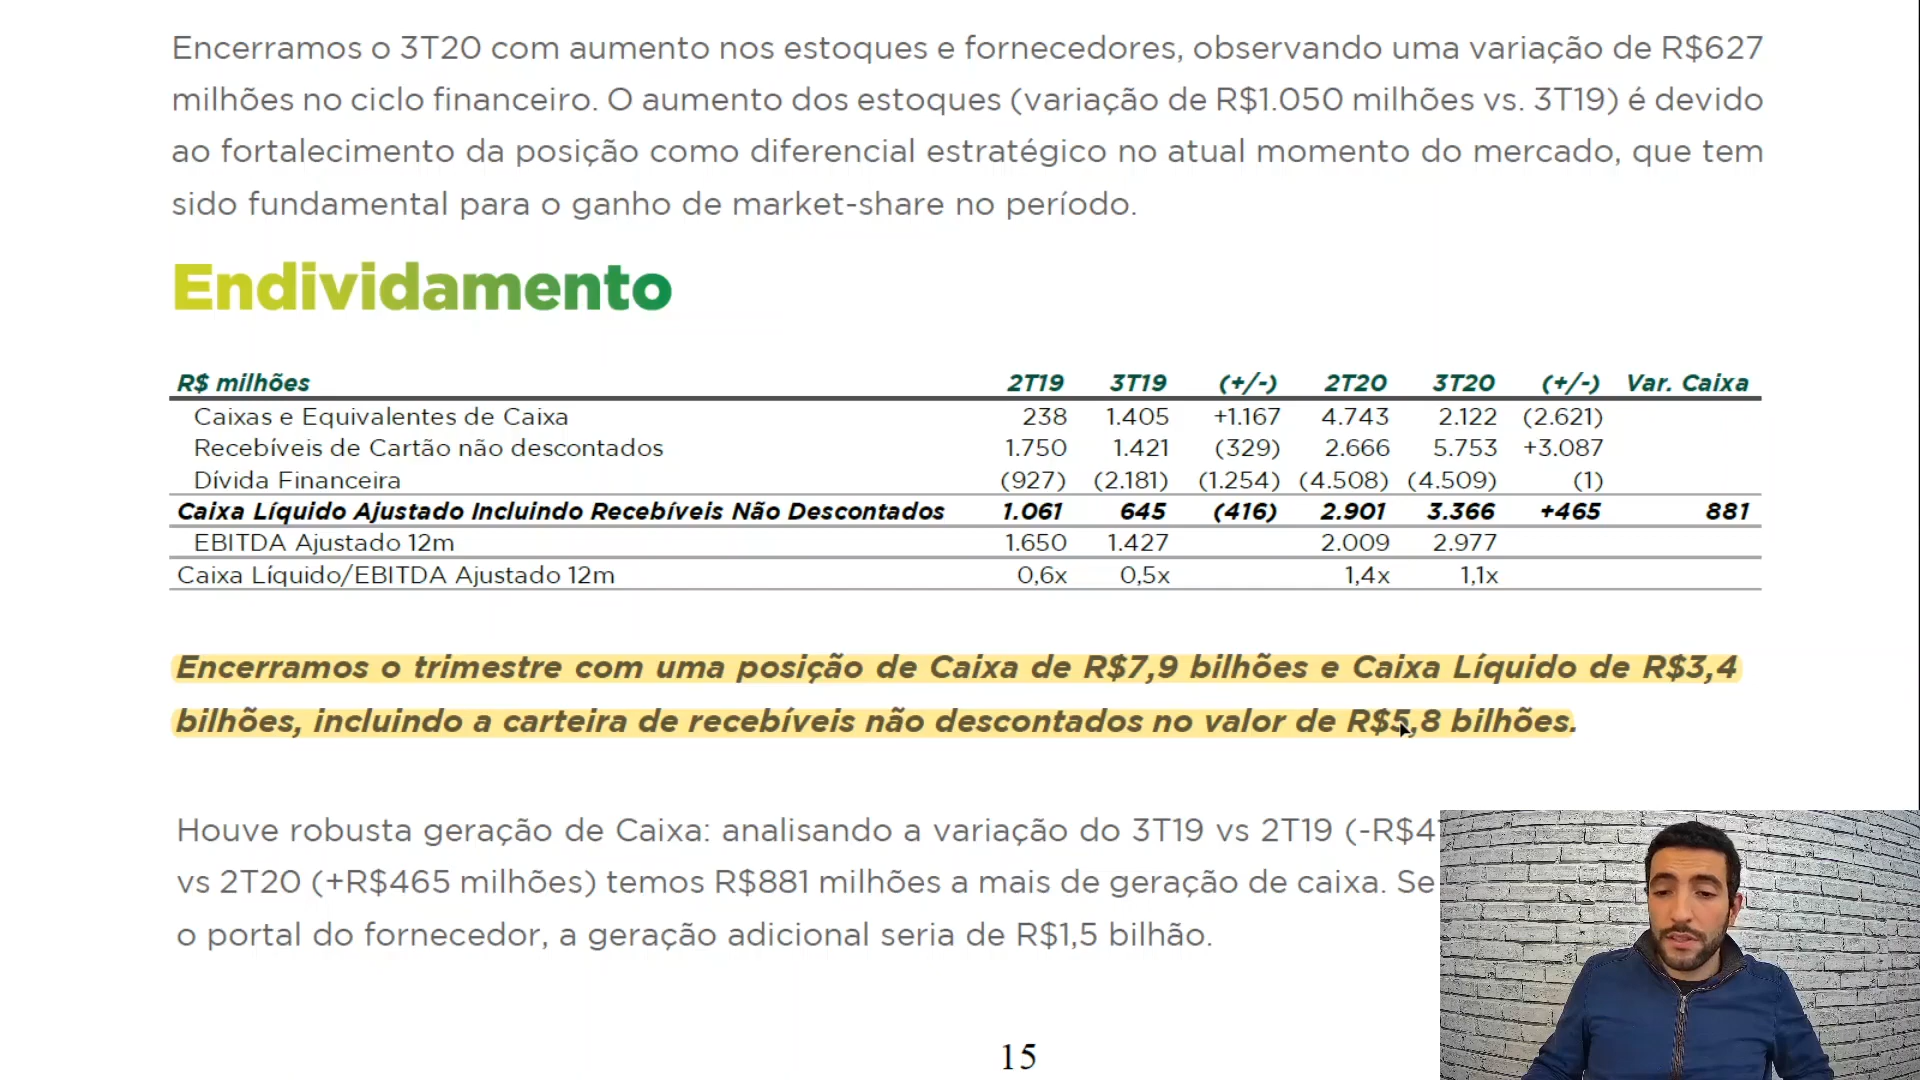 Encerramos o 3T20 com aumento nos estoques e fornecedores, observando uma variação de R$627
milhões no ciclo financeiro. O aumento dos estoques (variação de R$1.050 milhões vs. 3T19) é devido
ao fortalecimento da posição como diferencial estratégico no atual momento do mercado, que tem
sido fundamental para o ganho de market-share no período.
Endividamento
R$ milhões 2T19 3T19 (+/-) 2T20 3T20 (+/-) Var. Caixa
Caixas e Equivalentes de Caixa 238 1.405 +1.167 4.743 2.122 (2.621)
Recebíveis de Cartão não descontados 1.750 1.421 (329) 2.666 5.753 +3.087
Dívida Financeira (927) (2.181) (1.254) (4.508) (4.509) (1)
Caixa Líquido Ajustado Incluindo Recebíveis Não Descontados 1.061 645 (416) 2.901 3.366 +465 881
EBITDA Ajustado 12m 1.650 1.427 2.009 2.977
Caixa Líquido/EBITDA Ajustado 12m 0,6x 0,5x 1,4x 1,1x
Encerramos o trimestre com uma posição de Caixa de R$7,9 bilhões e Caixa Líquido de R$3,4
bilhões, incluindo a carteira de recebíveis não descontados no valor de R$5,8 bilhões.
Houve robusta geração de Caixa: analisando a variação do 3T19 vs 2T19
vs 2T20 (+R$465 milhões) temos R$881 milhões a mais de geração de caixa. Se
o portal do fornecedor, a geração adicional seria de R$1,5 bilhão.
15